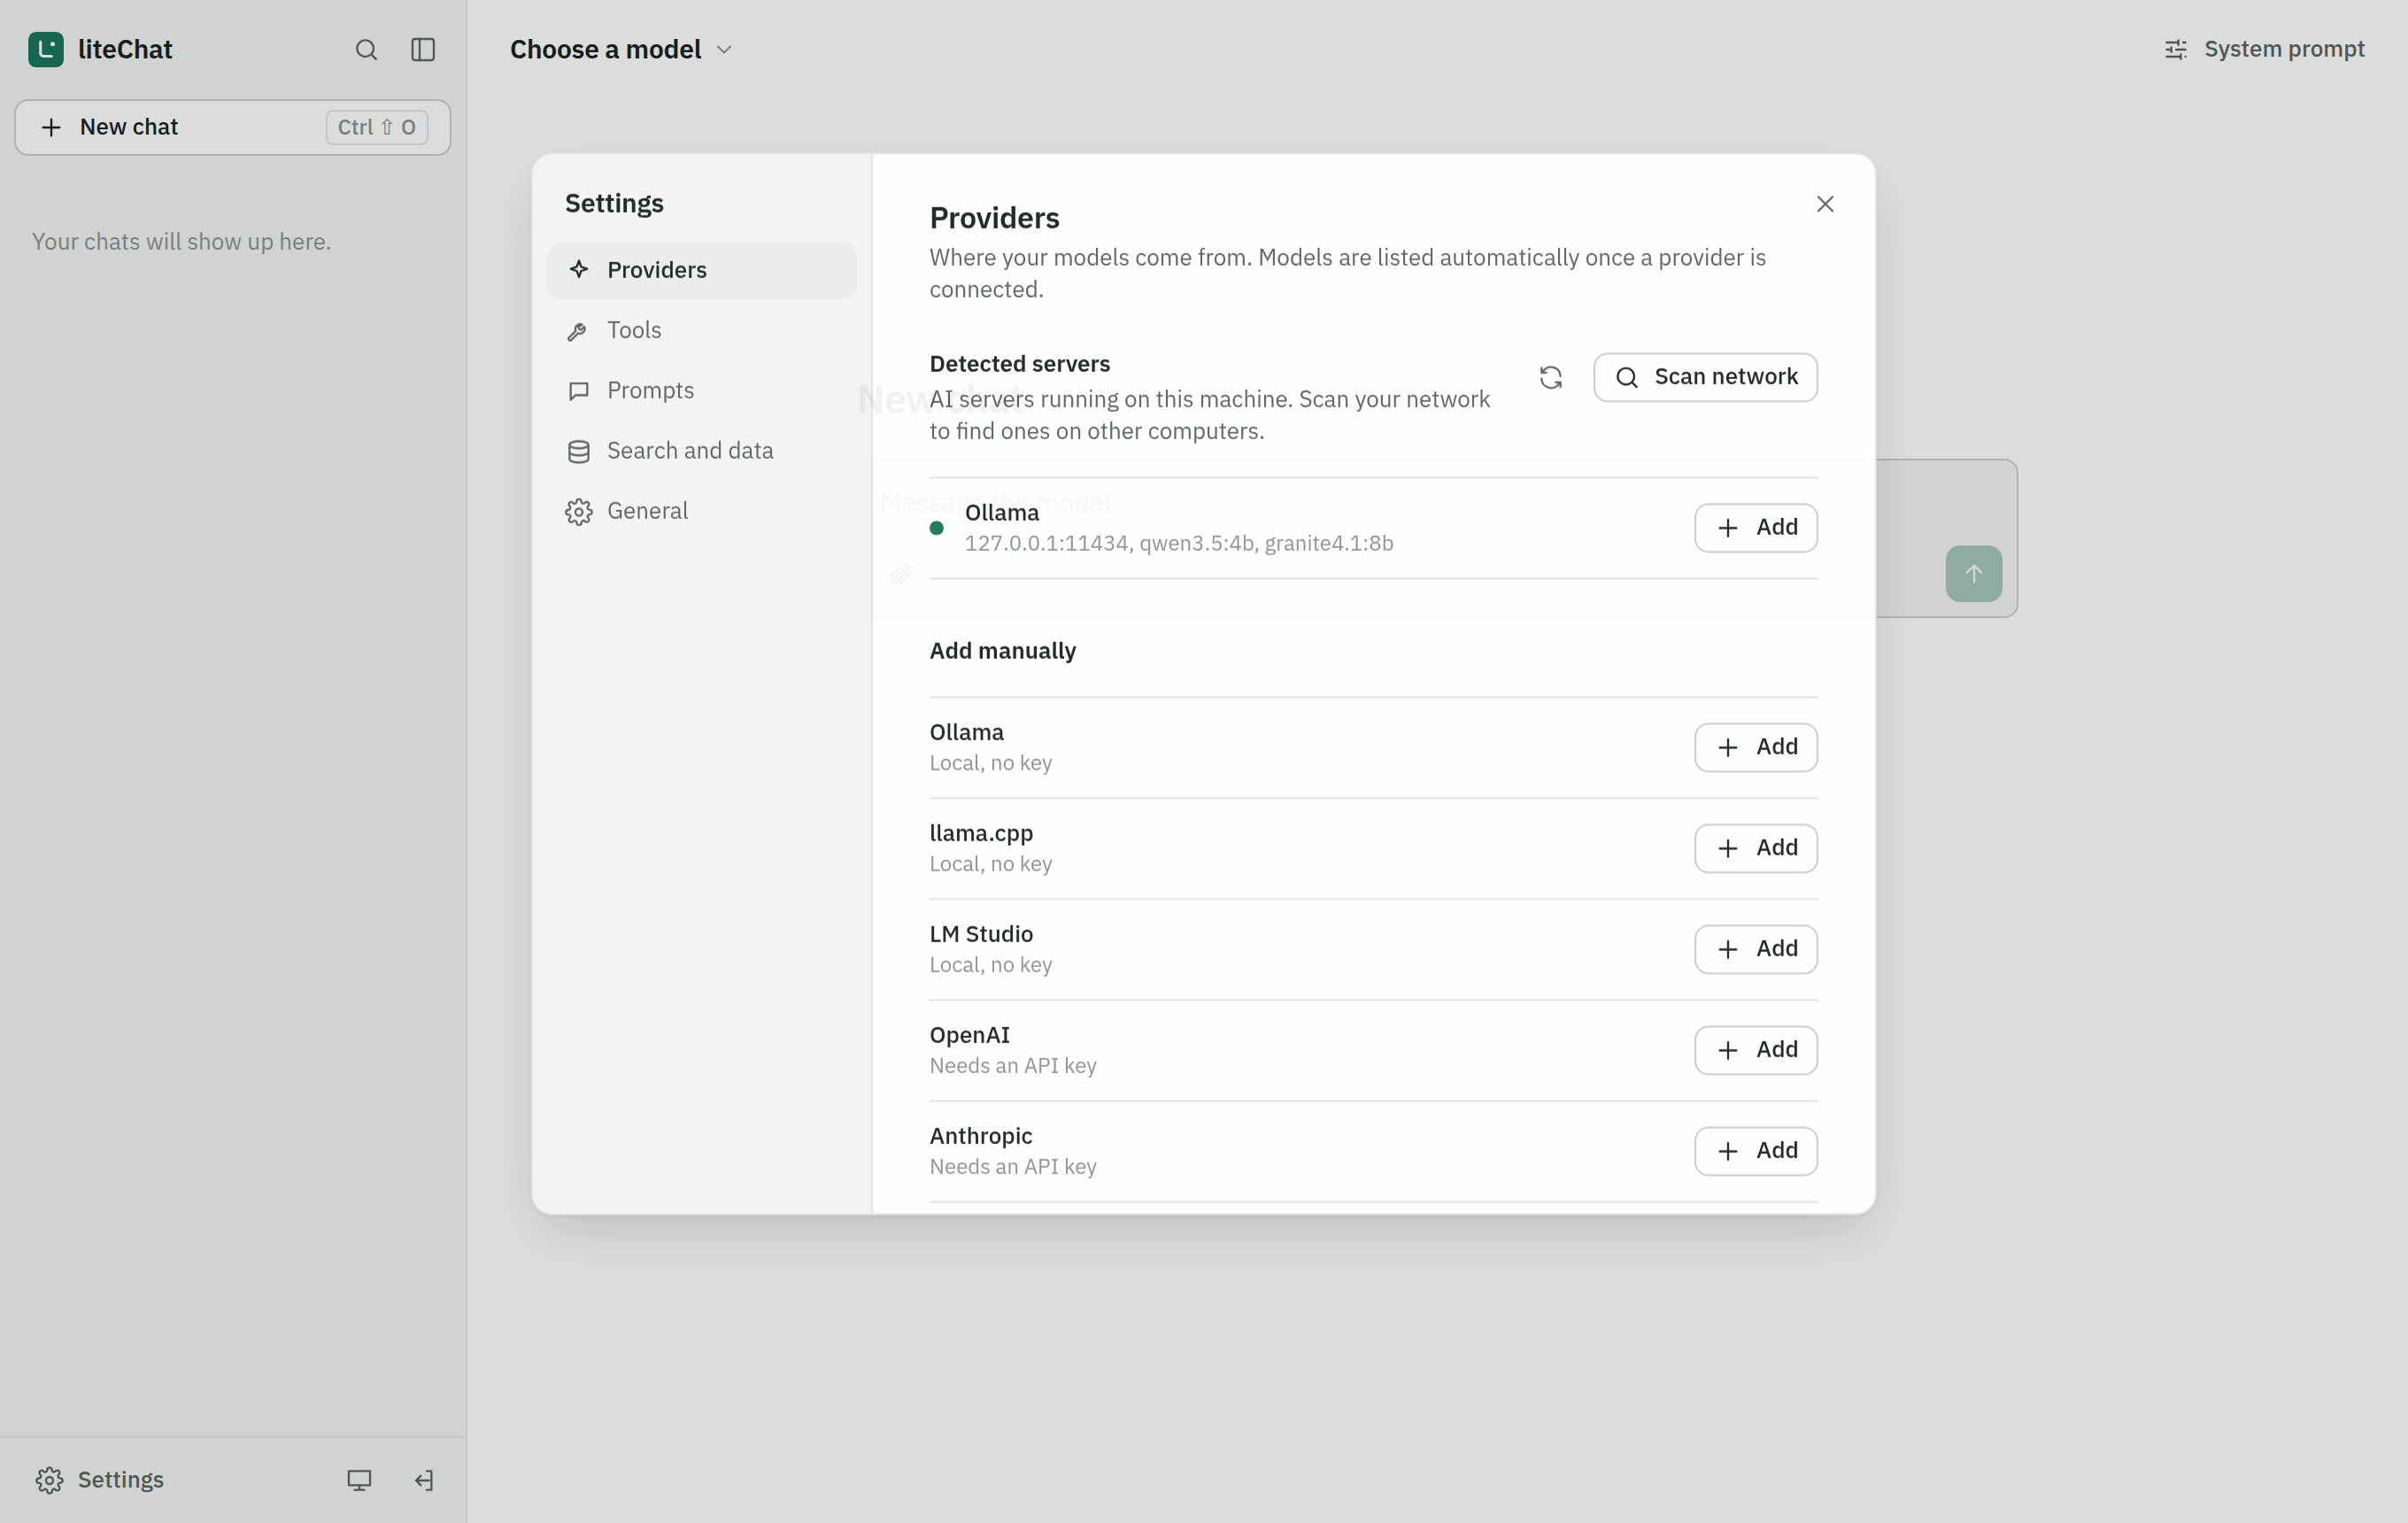 liteChat
New chat
Ctrl ⇧ O
Your chats will show up here.
Settings
Choose a model
System prompt
Settings
Providers
Tools
Prompts
Search and data
General
Providers
Where your models come from. Models are listed automatically once a provider is
connected.
Detected servers
AI servers running on this machine. Scan your network
to find ones on other computers.
Scan network
New chat
Message the model
Ollama
127.0.0.1:11434, qwen3.5:4b, granite4.1:8b
Add
Add manually
Ollama
Local, no key
Add
llama.cpp
Local, no key
Add
LM Studio
Local, no key
Add
OpenAI
Needs an API key
Add
Anthropic
Needs an API key
Add